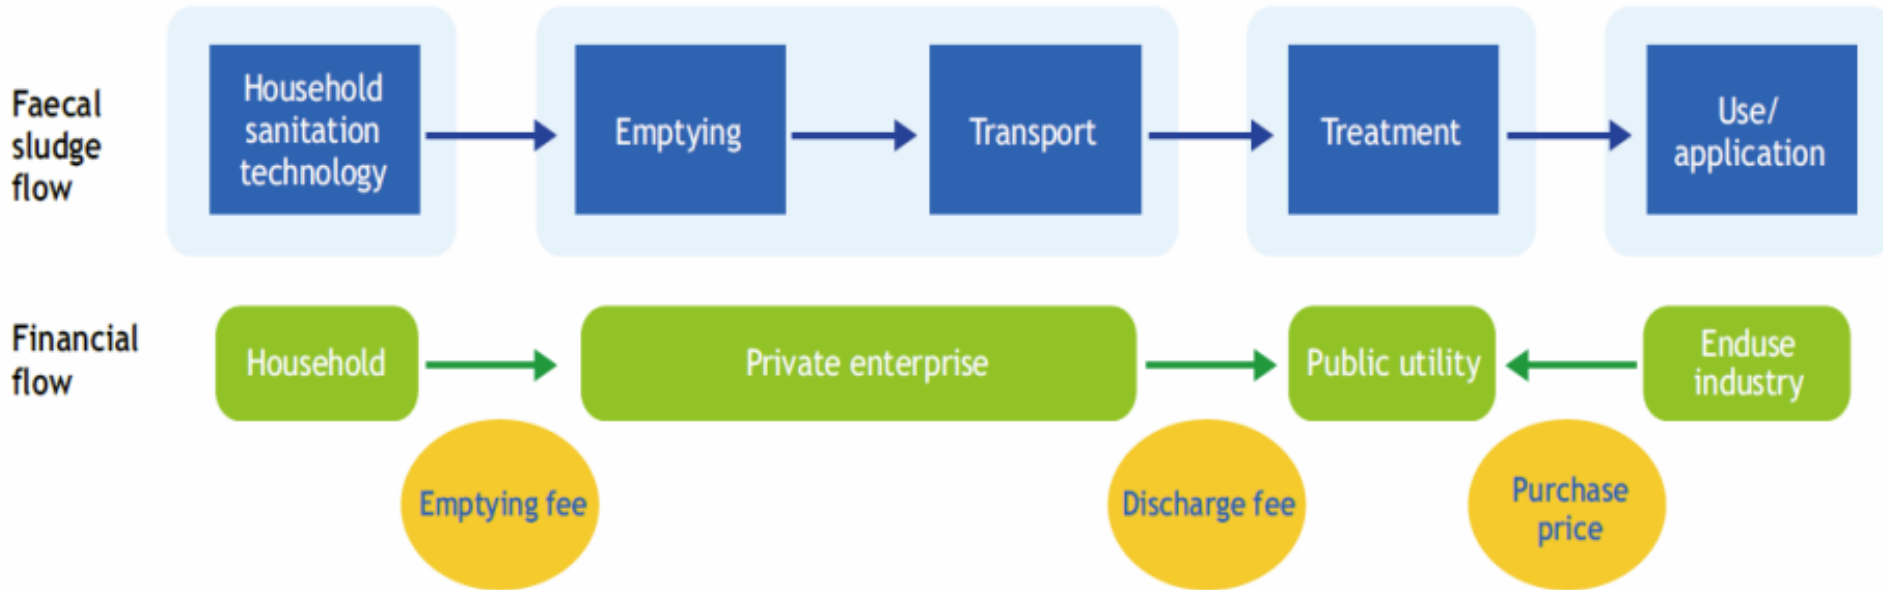 Faecal
sludge
flow
Household
sanitation
technology
Emptying
Transport
Treatment
Use/
application
Financial
flow
Household
Private enterprise
Public utility
Enduse
industry
Emptying fee
Discharge fee
Purchase
price